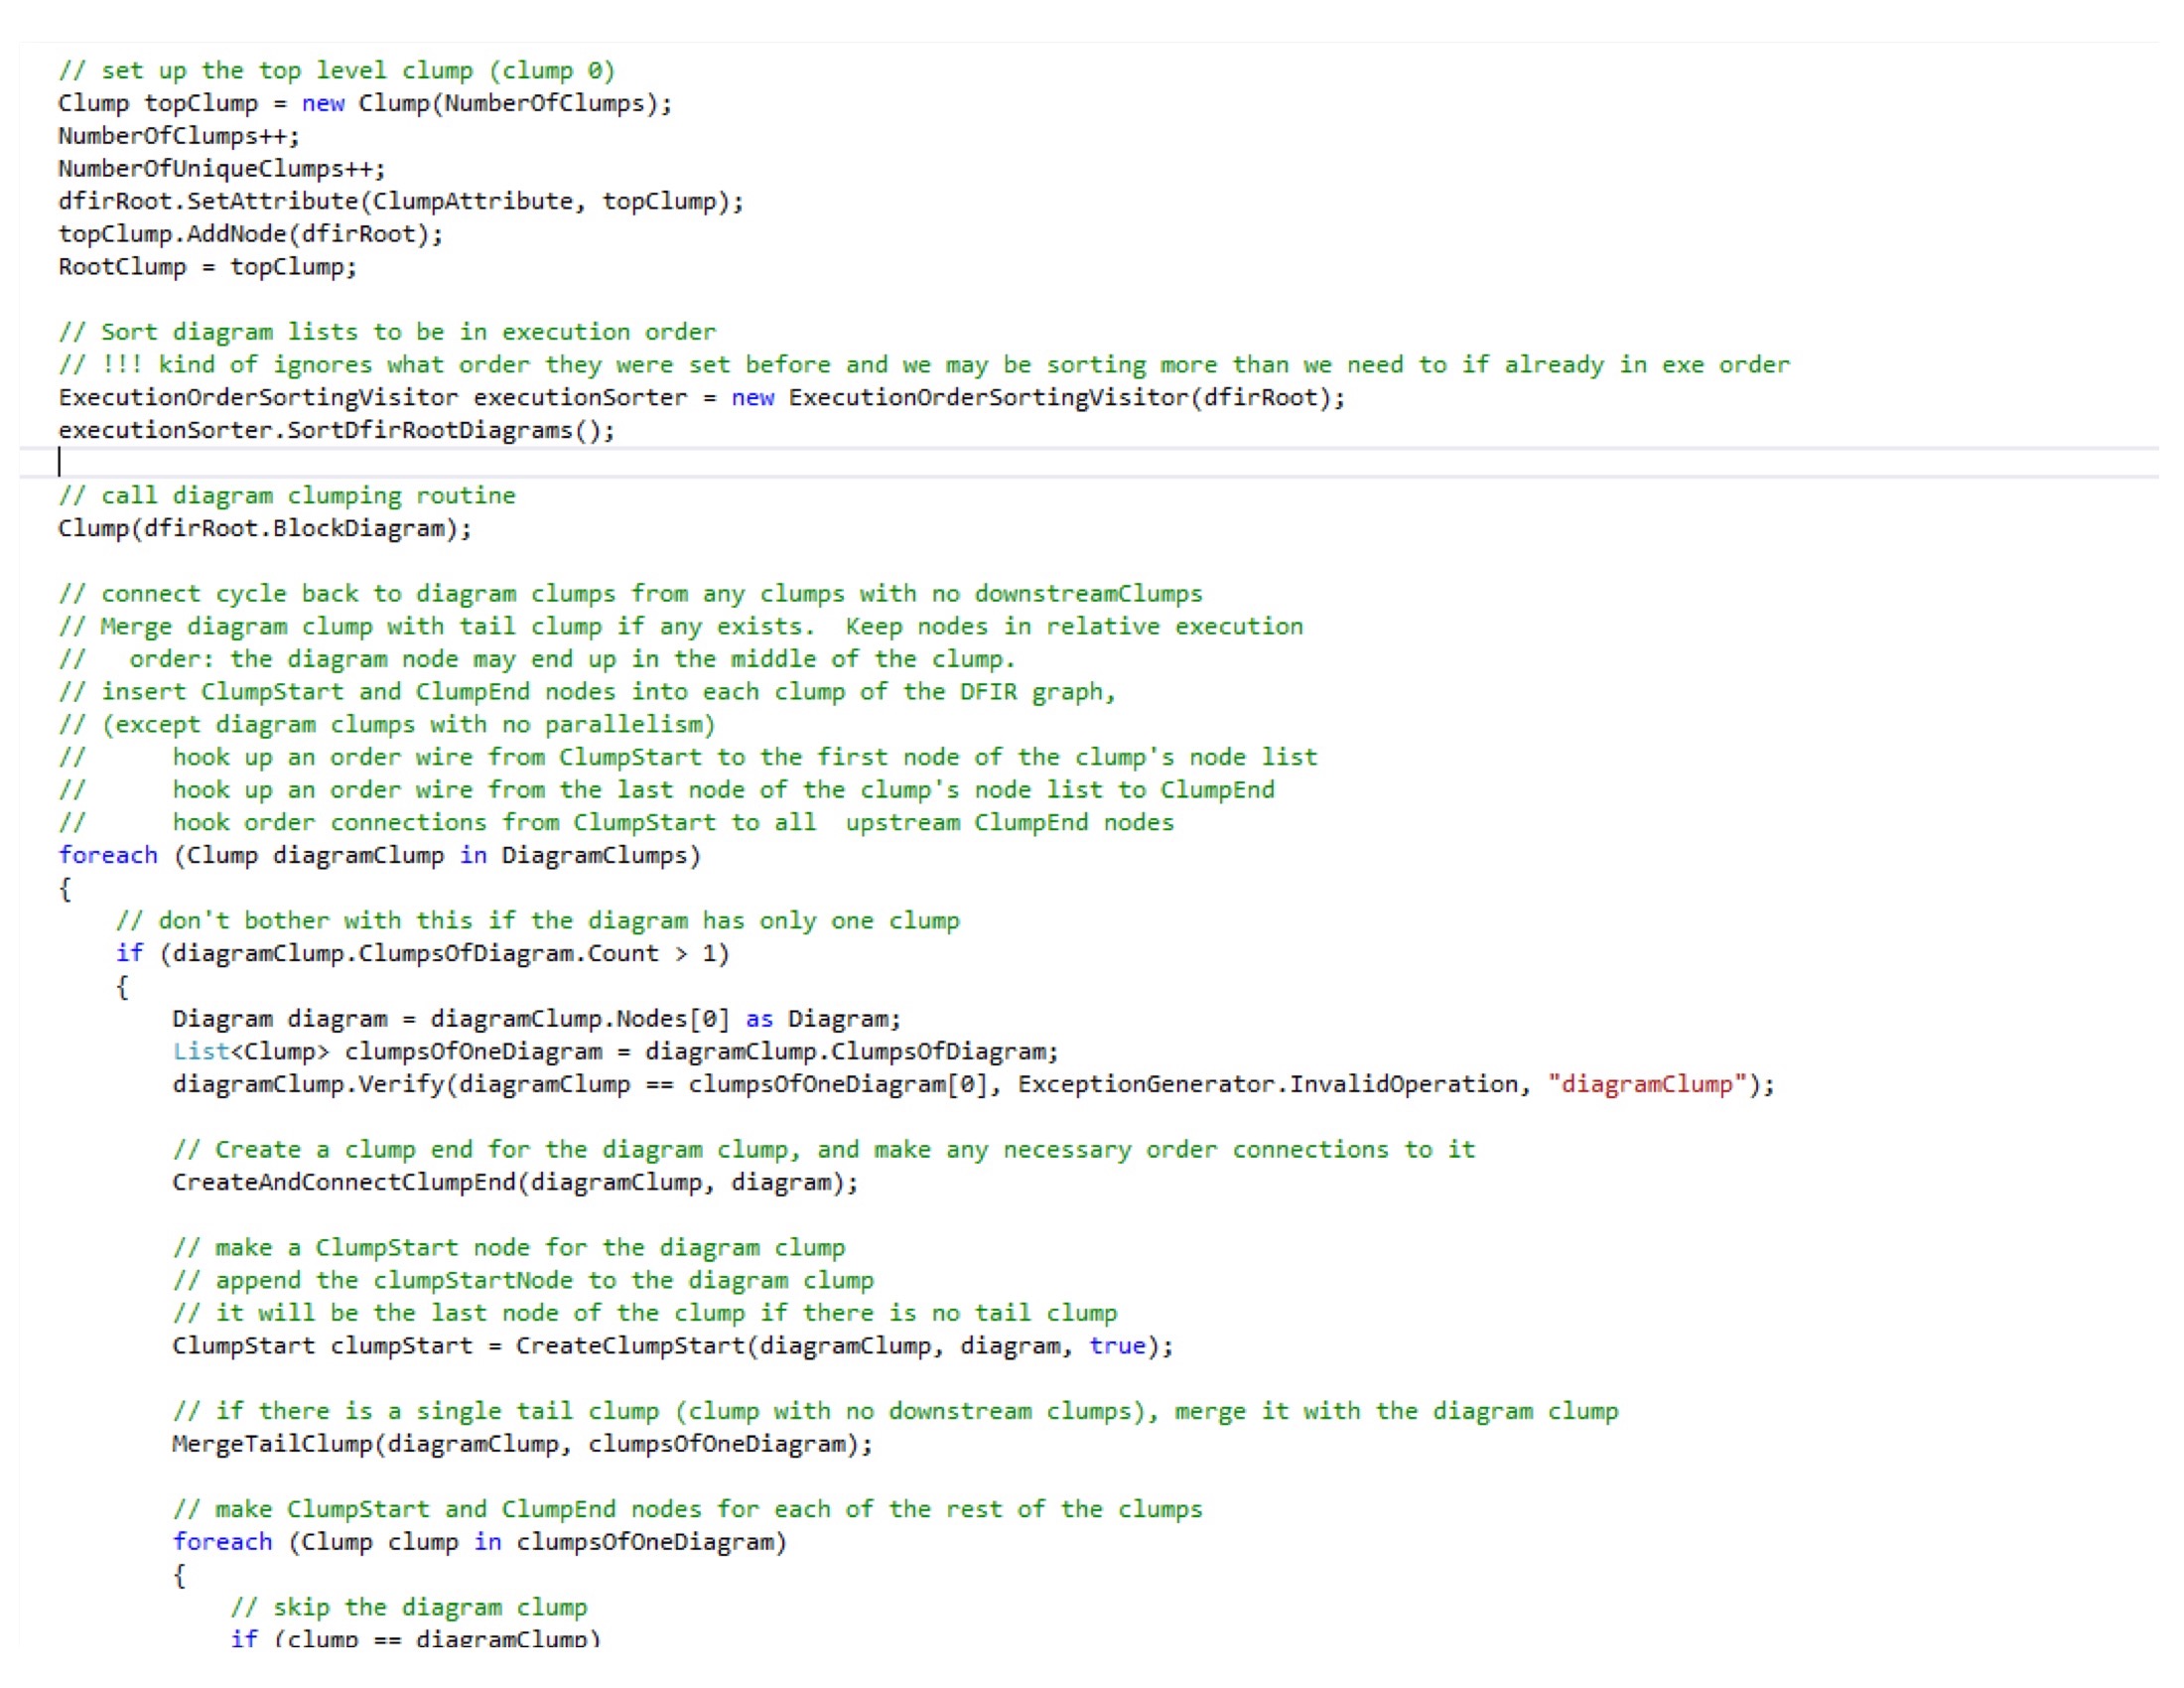 // set up the top level clump (clump 0)
Clump topClump = new Clump(NumberOfClumps);
NumberOfClumps++;
NumberOfUniqueClumps++;
dfirRoot.SetAttribute(ClumpAttribute, topClump);
topClump.AddNode(dfirRoot);
RootClump = topClump;
// Sort diagram lists to be in execution order
// !!! kind of ignores what order they were set before and we may be sorting more than we need to if already in exe order
ExecutionOrderSortingVisitor executionSorter = new ExecutionOrderSortingVisitor(dfirRoot);
executionSorter.SortDfirRootDiagrams();
// call diagram clumping routine
Clump(dfirRoot.BlockDiagram);
// connect cycle back to diagram clumps from any clumps with no downstreamClumps
// Merge diagram clump with tail clump if any exists.  Keep nodes in relative execution
//   order: the diagram node may end up in the middle of the clump.
// insert ClumpStart and ClumpEnd nodes into each clump of the DFIR graph,
// (except diagram clumps with no parallelism)
//      hook up an order wire from ClumpStart to the first node of the clump's node list
//      hook up an order wire from the last node of the clump's node list to ClumpEnd
//      hook order connections from ClumpStart to all  upstream ClumpEnd nodes
foreach (Clump diagramClump in DiagramClumps)
{
    // don't bother with this if the diagram has only one clump
    if (diagramClump.ClumpsOfDiagram.Count > 1)
    {
        Diagram diagram = diagramClump.Nodes[0] as Diagram;
        List<Clump> clumpsOfOneDiagram = diagramClump.ClumpsOfDiagram;
        diagramClump.Verify(diagramClump == clumpsOfOneDiagram[0], ExceptionGenerator.InvalidOperation, "diagramClump");
        // Create a clump end for the diagram clump, and make any necessary order connections to it
        CreateAndConnectClumpEnd(diagramClump, diagram);
        // make a ClumpStart node for the diagram clump
        // append the clumpStartNode to the diagram clump
        // it will be the last node of the clump if there is no tail clump
        ClumpStart clumpStart = CreateClumpStart(diagramClump, diagram, true);
        // if there is a single tail clump (clump with no downstream clumps), merge it with the diagram clump
        MergeTailClump(diagramClump, clumpsOfOneDiagram);
        // make ClumpStart and ClumpEnd nodes for each of the rest of the clumps
        foreach (Clump clump in clumpsOfOneDiagram)
        {
            // skip the diagram clump
            if (clump == diagramClump)